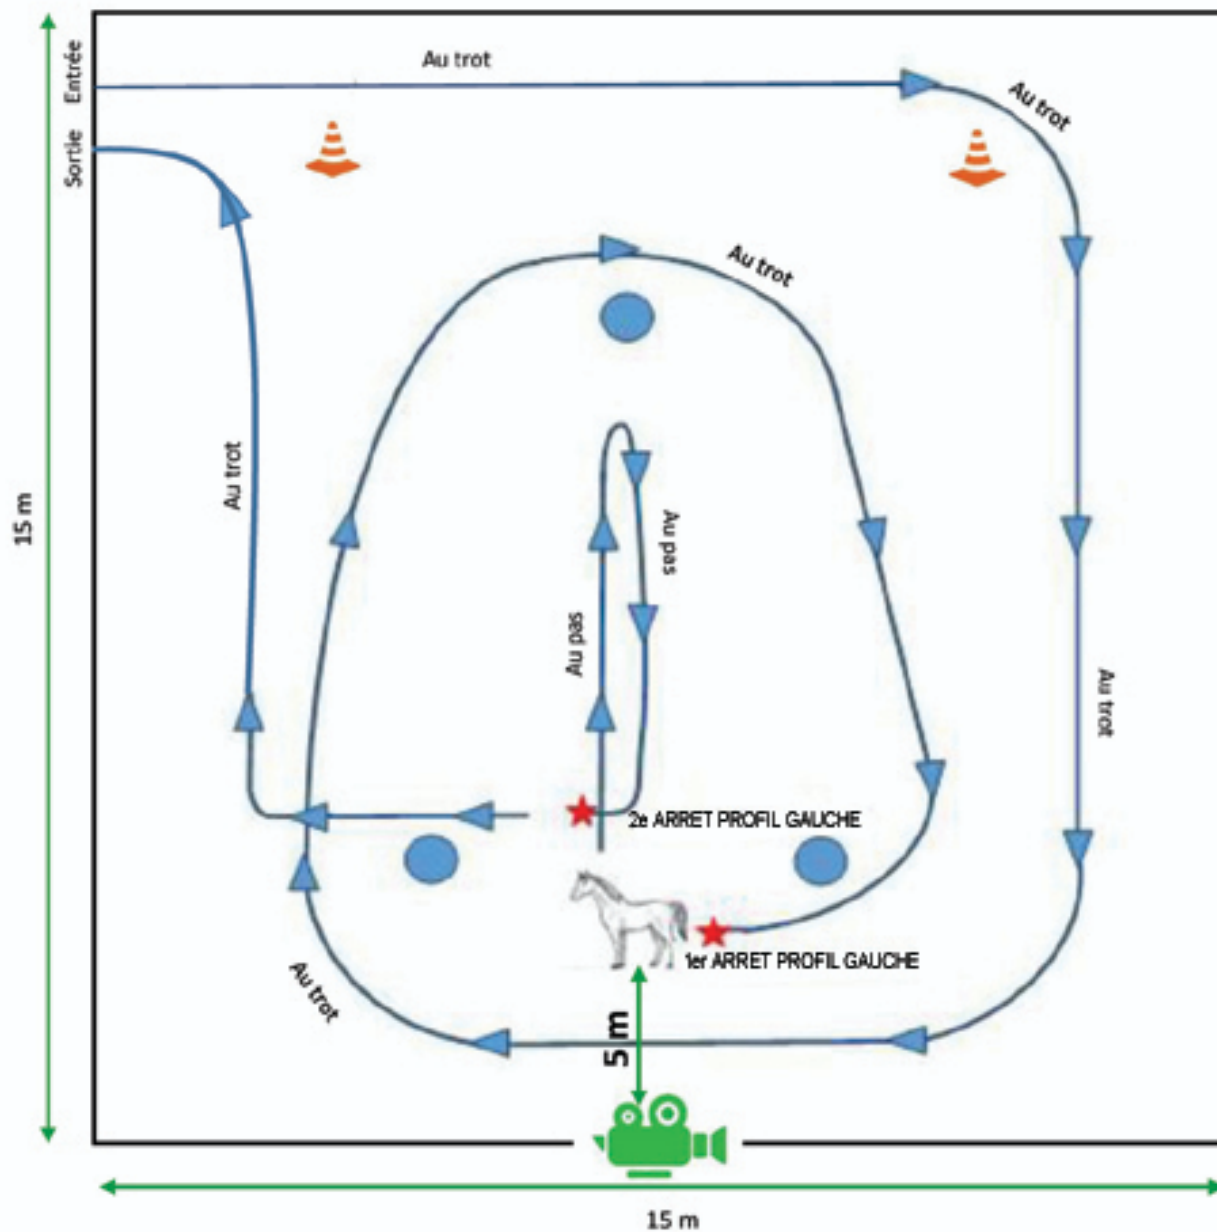 Au trot
Entrée
Au trot
Sortie
Au trot
Au trot
15 m
Au pas
Au pas
Au trot
2e ARRET PROFIL GAUCHE
1er ARRET PROFIL GAUCHE
Au trot
5 m
15 m